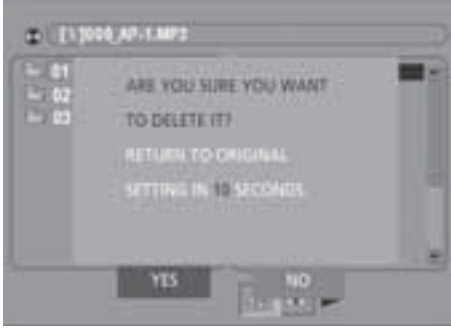 [\]000_AP-1.MP3
01
02
03
ARE YOU SURE YOU WANT
TO DELETE IT?
RETURN TO ORIGINAL
SETTING IN 10 SECONDS.
YES
NO